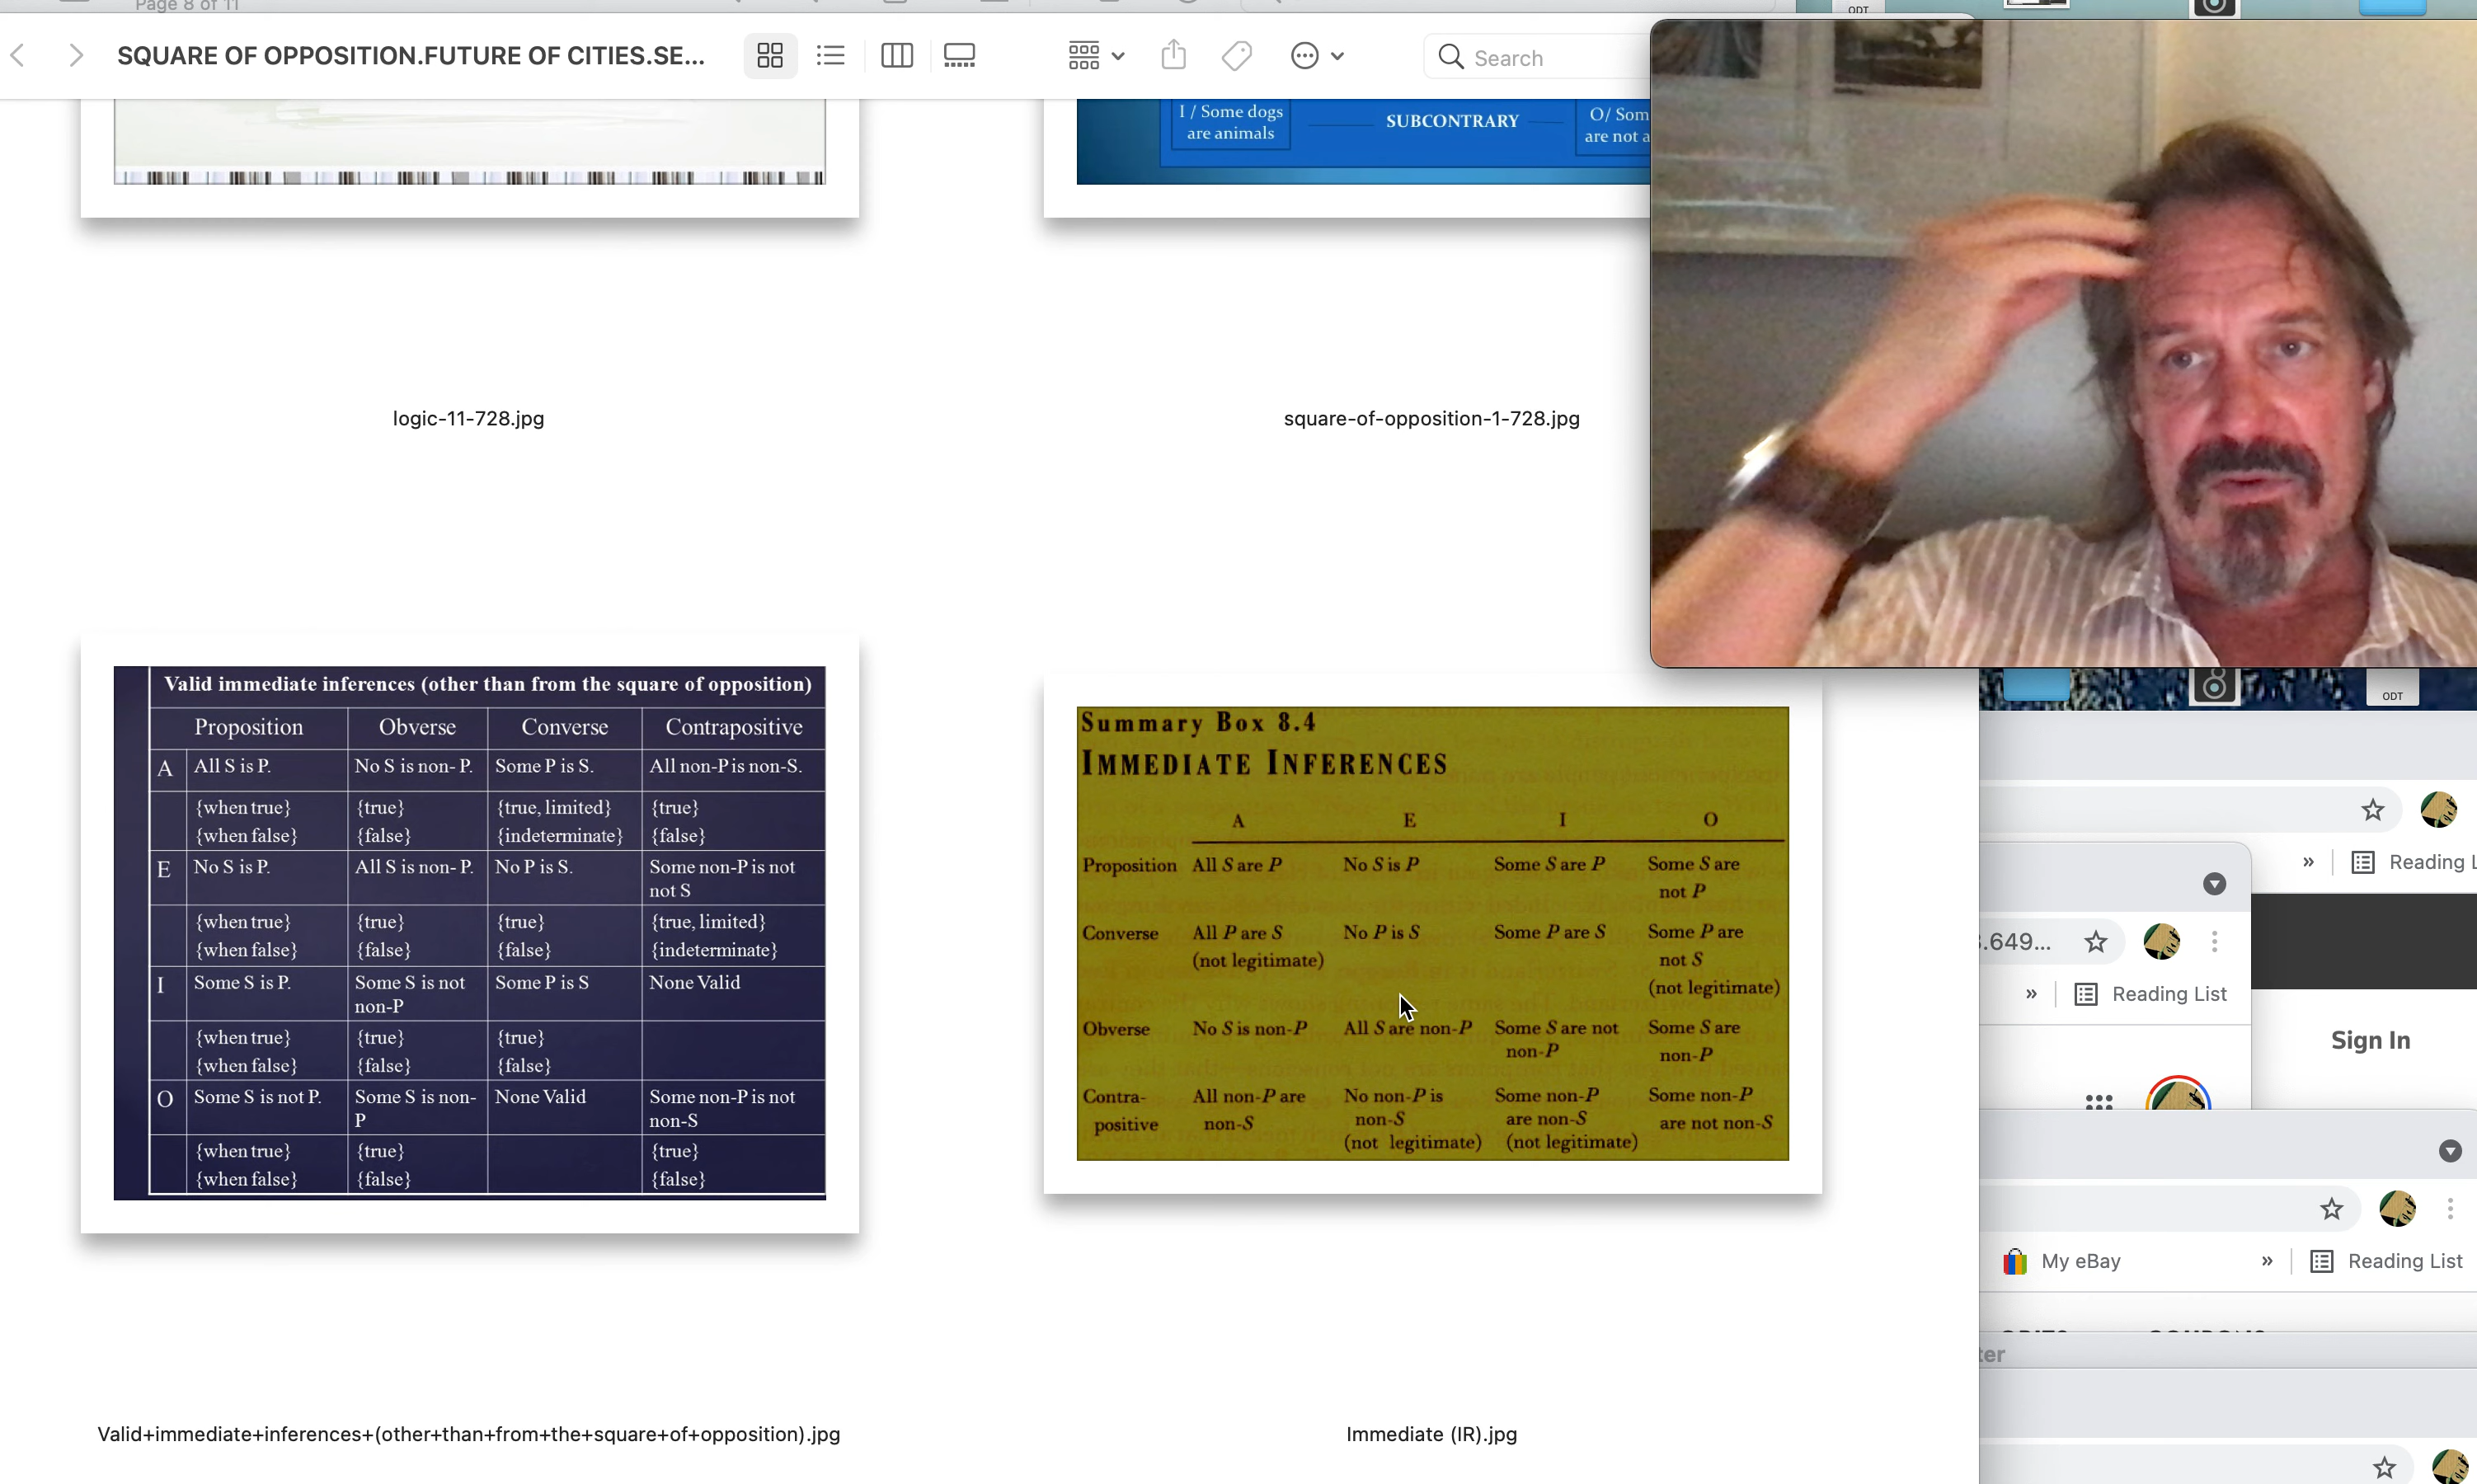 Page 8 of 11
SQUARE OF OPPOSITION.FUTURE OF CITIES.SE...
Search
ODT
I / Some dogs
are animals
SUBCONTRARY
O/ Som
are not a
logic-11-728.jpg
square-of-opposition-1-728.jpg
Valid immediate inferences (other than from the square of opposition)
Proposition Obverse Converse Contrapositive
A All S is P. No S is non- P. Some P is S. All non-P is non-S.
{when true} {true} {true, limited} {true}
{when false} {false} {indeterminate} {false}
E No S is P. All S is non- P. No P is S. Some non-P is not
not S
{when true} {true} {true} {true, limited}
{when false} {false} {false} {indeterminate}
I Some S is P. Some S is not Some P is S None Valid
non-P
{when true} {true} {true}
{when false} {false} {false}
O Some S is not P. Some S is non- None Valid Some non-P is not
P non-S
{when true} {true} {true}
{when false} {false} {false}
Valid+immediate+inferences+(other+than+from+the+square+of+opposition).jpg
Summary Box 8.4
IMMEDIATE INFERENCES
A E I O
Proposition All S are P No S is P Some S are P Some S are
not P
Converse All P are S No P is S Some P are S Some P are
(not legitimate) not S
(not legitimate)
Obverse No S is non-P All S are non-P Some S are not Some S are
non-P non-P
Contra- All non-P are No non-P is Some non-P Some non-P
positive non-S non-S are non-S are not non-S
(not legitimate) (not legitimate)
Immediate (IR).jpg
ODT
» Reading L
.649...
» Reading List
Sign In
My eBay
» Reading List
ter